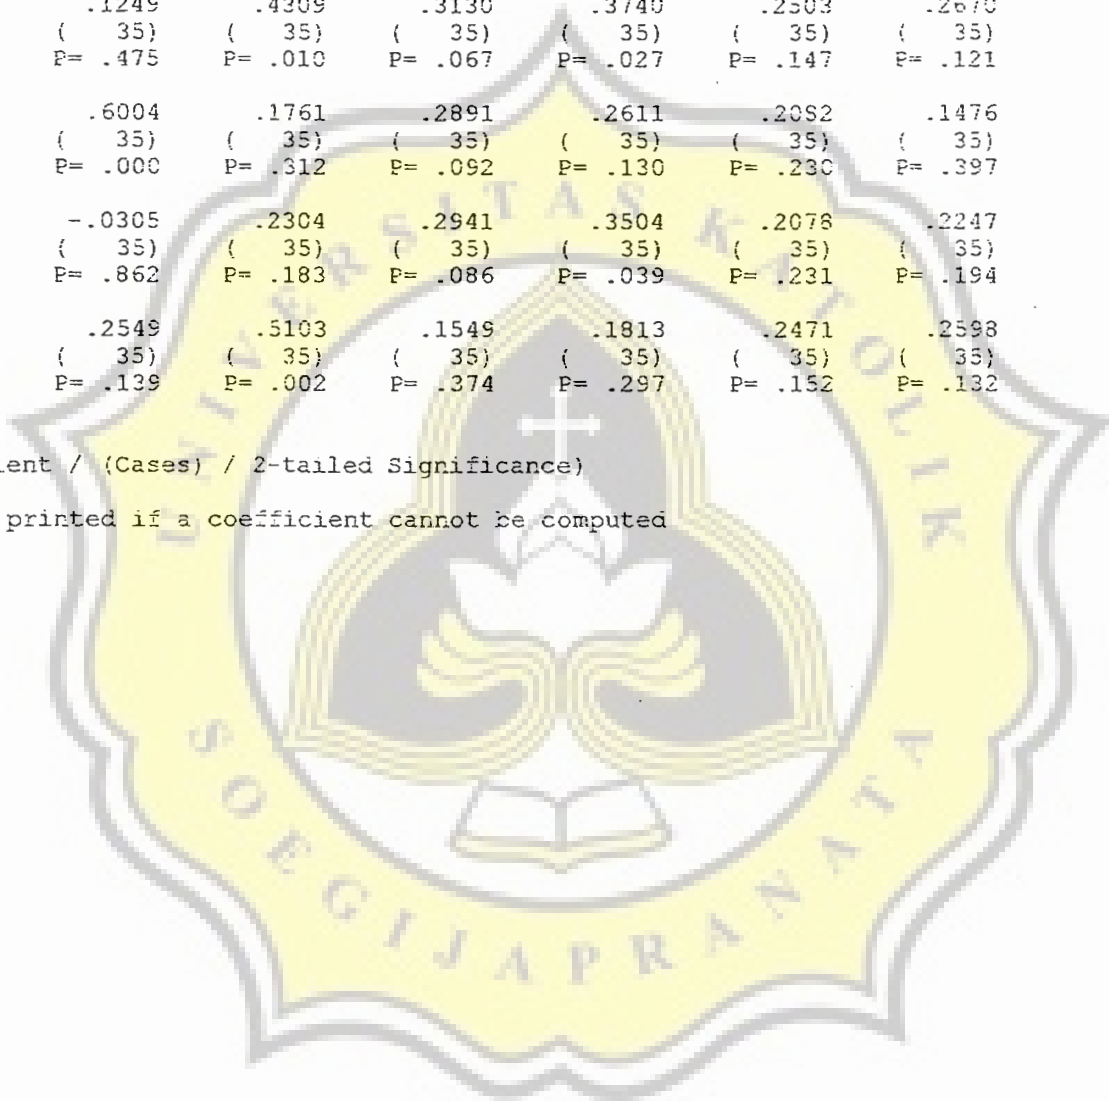 .1249 .4309 .3130 .3740 .2503 .2670
( 35) ( 35) ( 35) ( 35) ( 35) ( 35)
P= .475 P= .010 P= .067 P= .027 P= .147 P= .121
.6004 .1761 .2891 .2611 .2082 .1476
( 35) ( 35) ( 35) ( 35) ( 35) ( 35)
P= .000 P= .312 P= .092 P= .130 P= .230 P= .397
-.0305 .2304 .2941 .3504 .2078 .2247
( 35) ( 35) ( 35) ( 35) ( 35) ( 35)
P= .862 P= .183 P= .086 P= .039 P= .231 P= .194
.2549 .5103 .1549 .1813 .2471 .2598
( 35) ( 35) ( 35) ( 35) ( 35) ( 35)
P= .139 P= .002 P= .374 P= .297 P= .152 P= .132
ient / (Cases) / 2-tailed Significance)
printed if a coefficient cannot be computed
UNIVERSITAS KATOLIK
SOEGIJAPRANATA